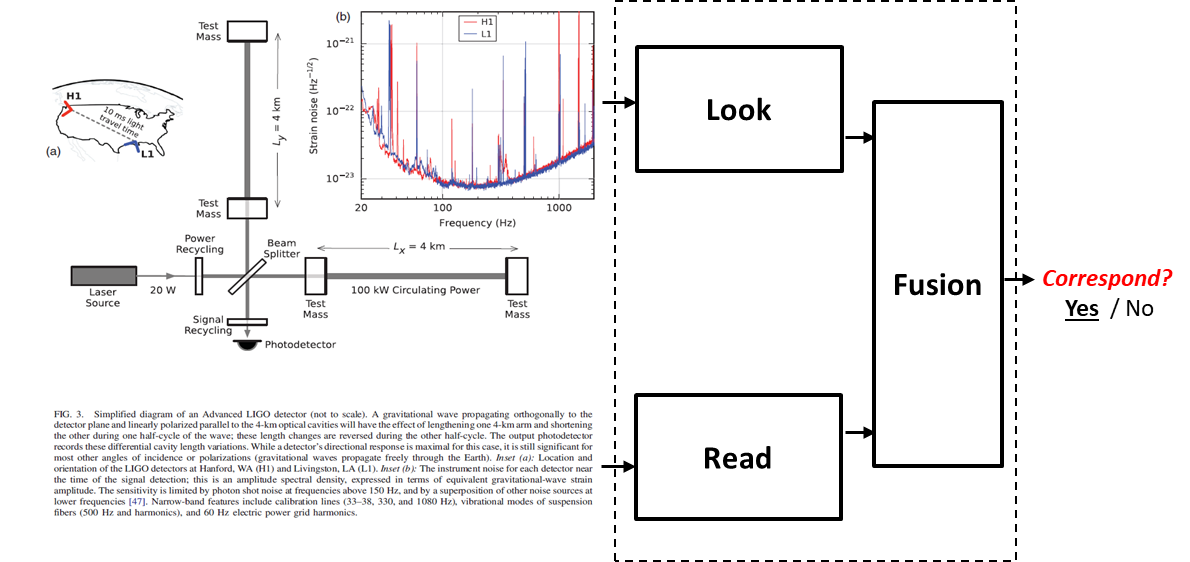 (b)
H1
L1
10⁻²¹
10⁻²²
10⁻²³
Strain noise (Hz⁻¹/²)
20
100
1000
Frequency (Hz)
Test
Mass
L_y = 4 km
H1
10 ms light
travel time
L1
(a)
Test
Mass
Power
Recycling
Beam
Splitter
L_x = 4 km
Laser
Source
20 W
100 kW Circulating Power
Test
Mass
Test
Mass
Signal
Recycling
Photodetector
FIG. 3. Simplified diagram of an Advanced LIGO detector (not to scale). A gravitational wave propagating orthogonally to the
detector plane and linearly polarized parallel to the 4-km optical cavities will have the effect of lengthening one 4-km arm and shortening
the other during one half-cycle of the wave; these length changes are reversed during the other half-cycle. The output photodetector
records these differential cavity length variations. While a detector's directional response is maximal for this case, it is still significant for
most other angles of incidence or polarizations (gravitational waves propagate freely through the Earth). Inset (a): Location and
orientation of the LIGO detectors at Hanford, WA (H1) and Livingston, LA (L1). Inset (b): The instrument noise for each detector near
the time of the signal detection; this is an amplitude spectral density, expressed in terms of equivalent gravitational-wave strain
amplitude. The sensitivity is limited by photon shot noise at frequencies above 150 Hz, and by a superposition of other noise sources at
lower frequencies [47]. Narrow-band features include calibration lines (33–38, 330, and 1080 Hz), vibrational modes of suspension
fibers (500 Hz and harmonics), and 60 Hz electric power grid harmonics.
Look
Read
Fusion
Correspond?
Yes / No